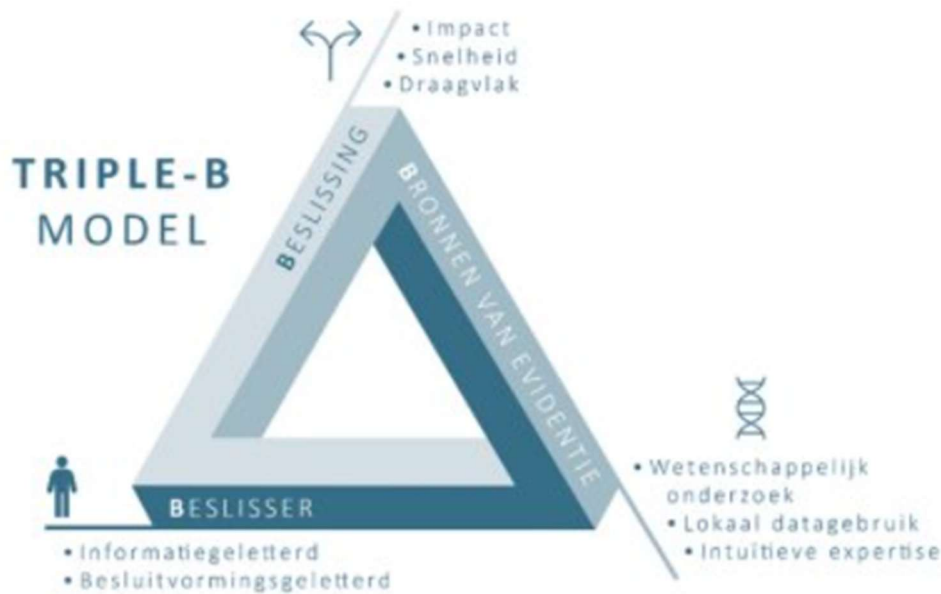 • Impact
• Snelheid
• Draagvlak
TRIPLE-B
MODEL
BESLISSING
BRONNEN VAN EVIDENTIE
BESLISSER
• Wetenschappelijk
onderzoek
• Lokaal datagebruik
• Intuïtieve expertise
• Informatiegeletterd
• Besluitvormingsgeletterd